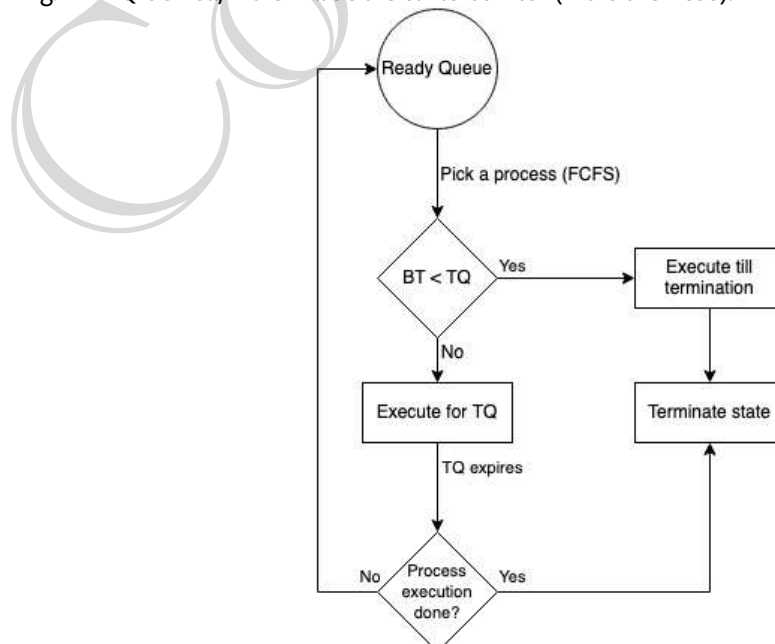 Ready Queue
Pick a process (FCFS)
BT < TQ
Yes
Execute till
termination
No
Execute for TQ
Terminate state
TQ expires
No
Process
execution
done?
Yes